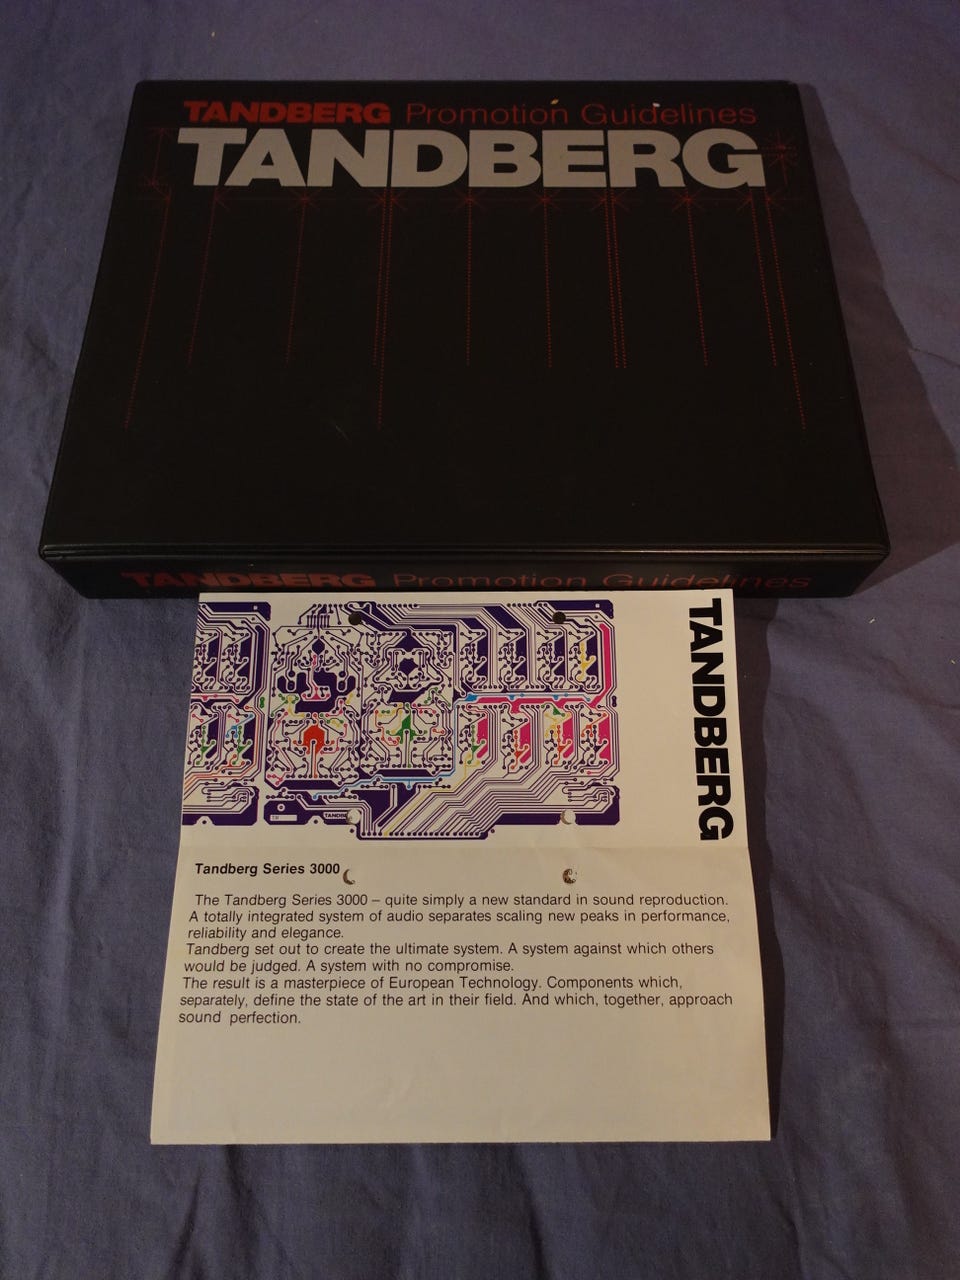 TANDBERG Promotion Guidelines
TANDBERG
TANDBERG Promotion Guidelines
TANDBERG
Tandberg Series 3000
The Tandberg Series 3000 – quite simply a new standard in sound reproduction.
A totally integrated system of audio separates scaling new peaks in performance,
reliability and elegance.
Tandberg set out to create the ultimate system. A system against which others
would be judged. A system with no compromise.
The result is a masterpiece of European Technology. Components which,
separately, define the state of the art in their field. And which, together, approach
sound perfection.